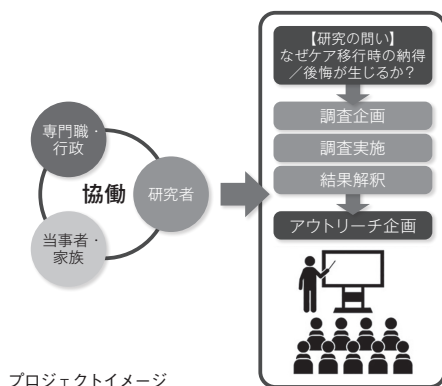 専門職・
行政
協働
研究者
当事者・
家族
【研究の問い】
なぜケア移行時の納得
／後悔が生じるか？
調査企画
調査実施
結果解釈
アウトリーチ企画
プロジェクトイメージ